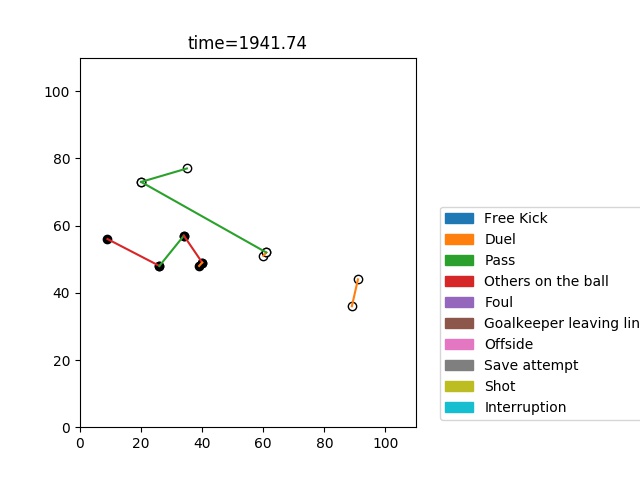 time=1941.74
100
80
60
40
20
0
0 20 40 60 80 100
Free Kick
Duel
Pass
Others on the ball
Foul
Goalkeeper leaving lin
Offside
Save attempt
Shot
Interruption